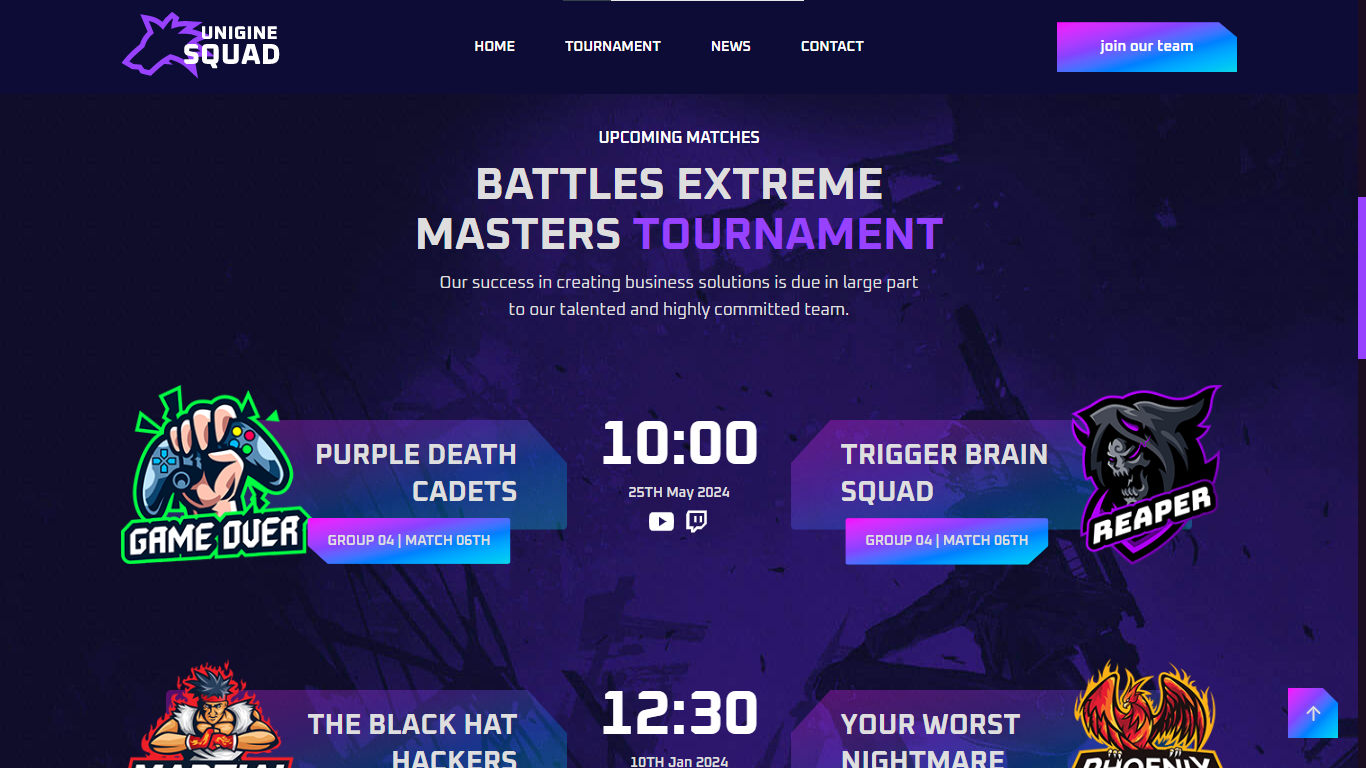 UNIGINE
SQUAD
HOME
TOURNAMENT
NEWS
CONTACT
join our team
UPCOMING MATCHES
BATTLES EXTREME
MASTERS TOURNAMENT
Our success in creating business solutions is due in large part
to our talented and highly committed team.
GAME OVER
PURPLE DEATH
CADETS
GROUP 04 | MATCH 06TH
10:00
25TH May 2024
TRIGGER BRAIN
SQUAD
GROUP 04 | MATCH 06TH
REAPER
MARTIAL
THE BLACK HAT
HACKERS
12:30
10TH Jan 2024
YOUR WORST
NIGHTMARE
PHOENIX